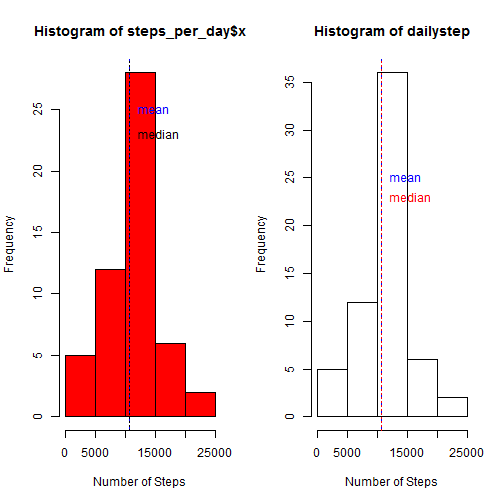 Histogram of steps_per_day$x
Frequency
0
5
10
15
20
25
mean
median
0 5000 15000 25000
Number of Steps
Histogram of dailystep
Frequency
0
5
10
15
20
25
30
35
mean
median
0 5000 15000 25000
Number of Steps